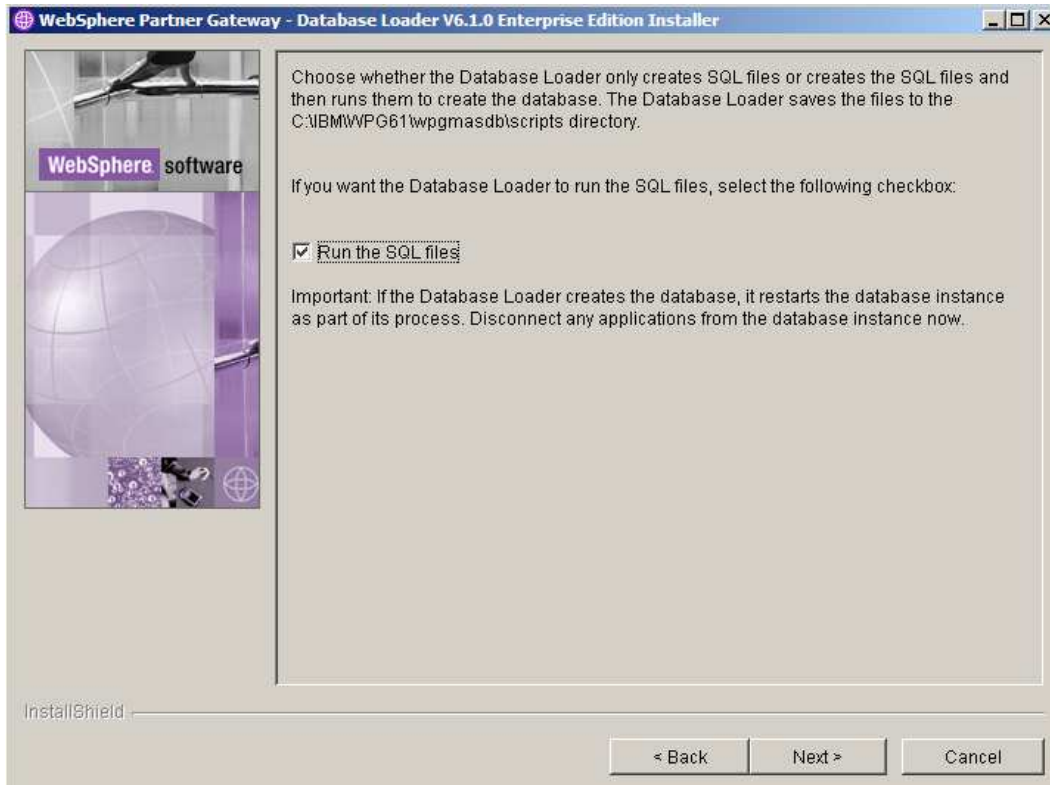 WebSphere Partner Gateway - Database Loader V6.1.0 Enterprise Edition Installer
WebSphere software
Choose whether the Database Loader only creates SQL files or creates the SQL files and
then runs them to create the database. The Database Loader saves the files to the
C:\IBM\WPG61\wpgmasdb\scripts directory.
If you want the Database Loader to run the SQL files, select the following checkbox:
Run the SQL files
Important: If the Database Loader creates the database, it restarts the database instance
as part of its process. Disconnect any applications from the database instance now.
InstallShield
< Back
Next >
Cancel